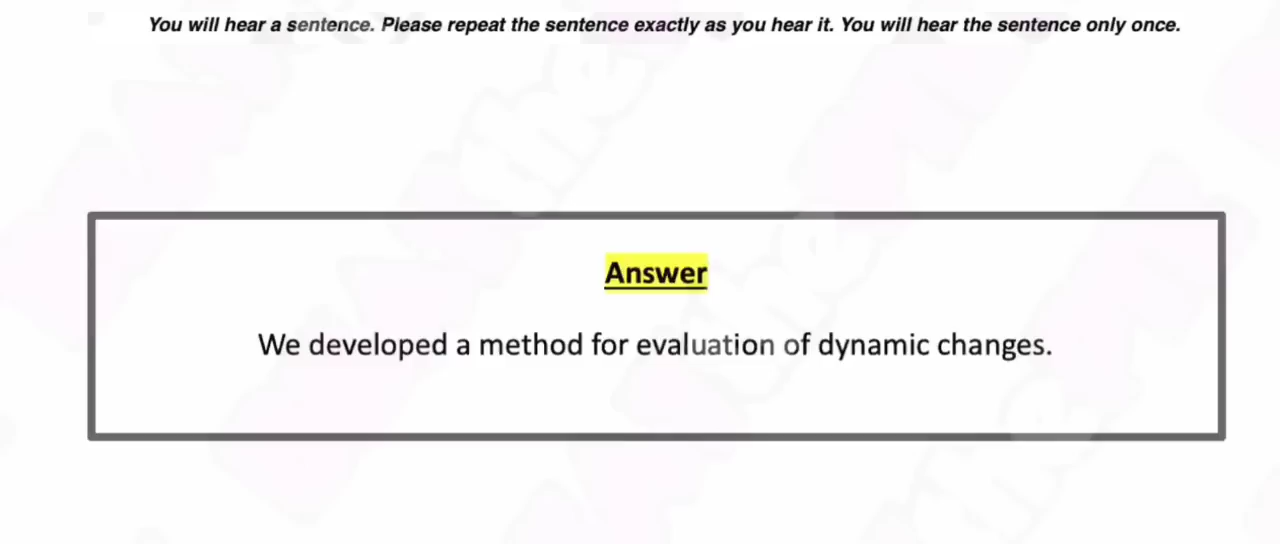 You will hear a sentence. Please repeat the sentence exactly as you hear it. You will hear the sentence only once.
Answer
We developed a method for evaluation of dynamic changes.